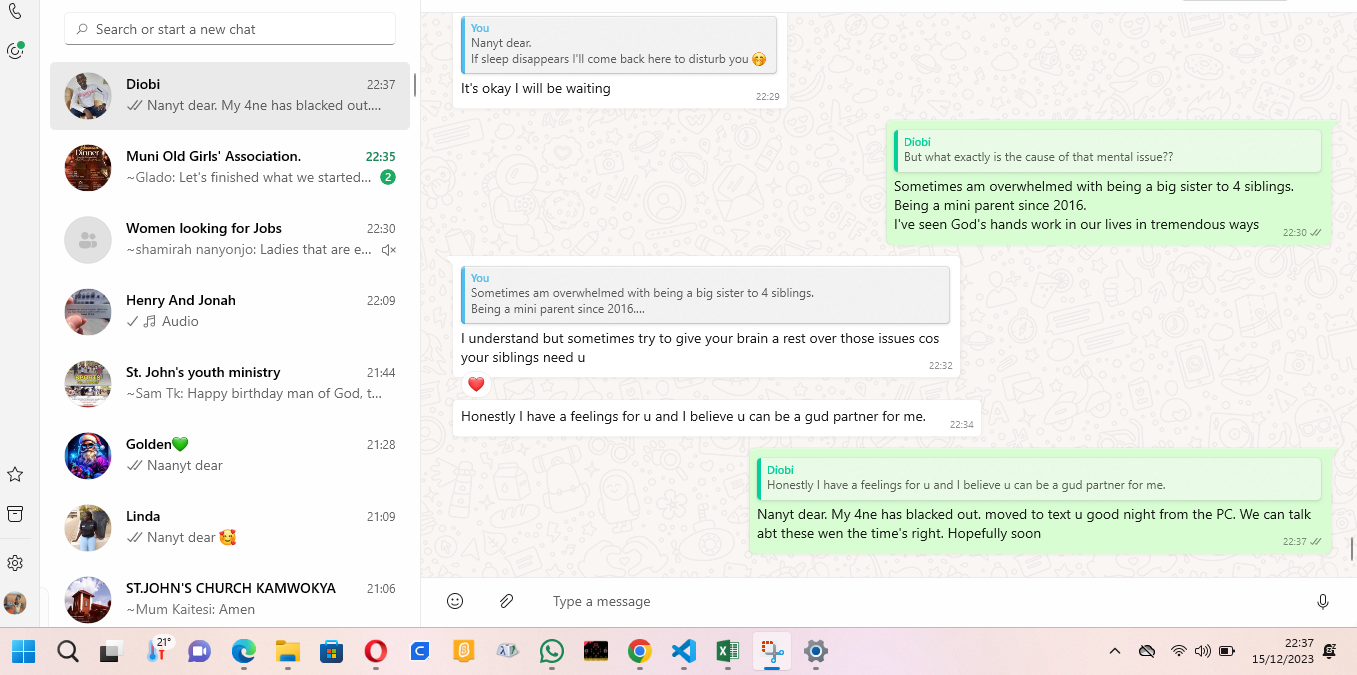 Search or start a new chat
Diobi
22:37
Nanyt dear. My 4ne has blacked out....
Muni Old Girls' Association.
22:35
~Glado: Let's finished what we started...
2
Women looking for Jobs
22:30
~shamirah nanyonjo: Ladies that are e...
Henry And Jonah
22:09
Audio
St. John's youth ministry
21:44
~Sam Tk: Happy birthday man of God, t...
Golden💚
21:28
Naanyt dear
Linda
21:09
Nanyt dear 🥰
ST.JOHN'S CHURCH KAMWOKYA
21:06
~Mum Kaitesi: Amen
You
Nanyt dear.
If sleep disappears I'll come back here to disturb you 🤭
It's okay I will be waiting
22:29
Diobi
But what exactly is the cause of that mental issue??
Sometimes am overwhelmed with being a big sister to 4 siblings.
Being a mini parent since 2016.
I've seen God's hands work in our lives in tremendous ways
22:30
You
Sometimes am overwhelmed with being a big sister to 4 siblings.
Being a mini parent since 2016....
I understand but sometimes try to give your brain a rest over those issues cos
your siblings need u
22:32
❤️
Honestly I have a feelings for u and I believe u can be a gud partner for me.
22:34
Diobi
Honestly I have a feelings for u and I believe u can be a gud partner for me.
Nanyt dear. My 4ne has blacked out. moved to text u good night from the PC. We can talk
abt these wen the time's right. Hopefully soon
22:37
Type a message
21°
22:37
15/12/2023